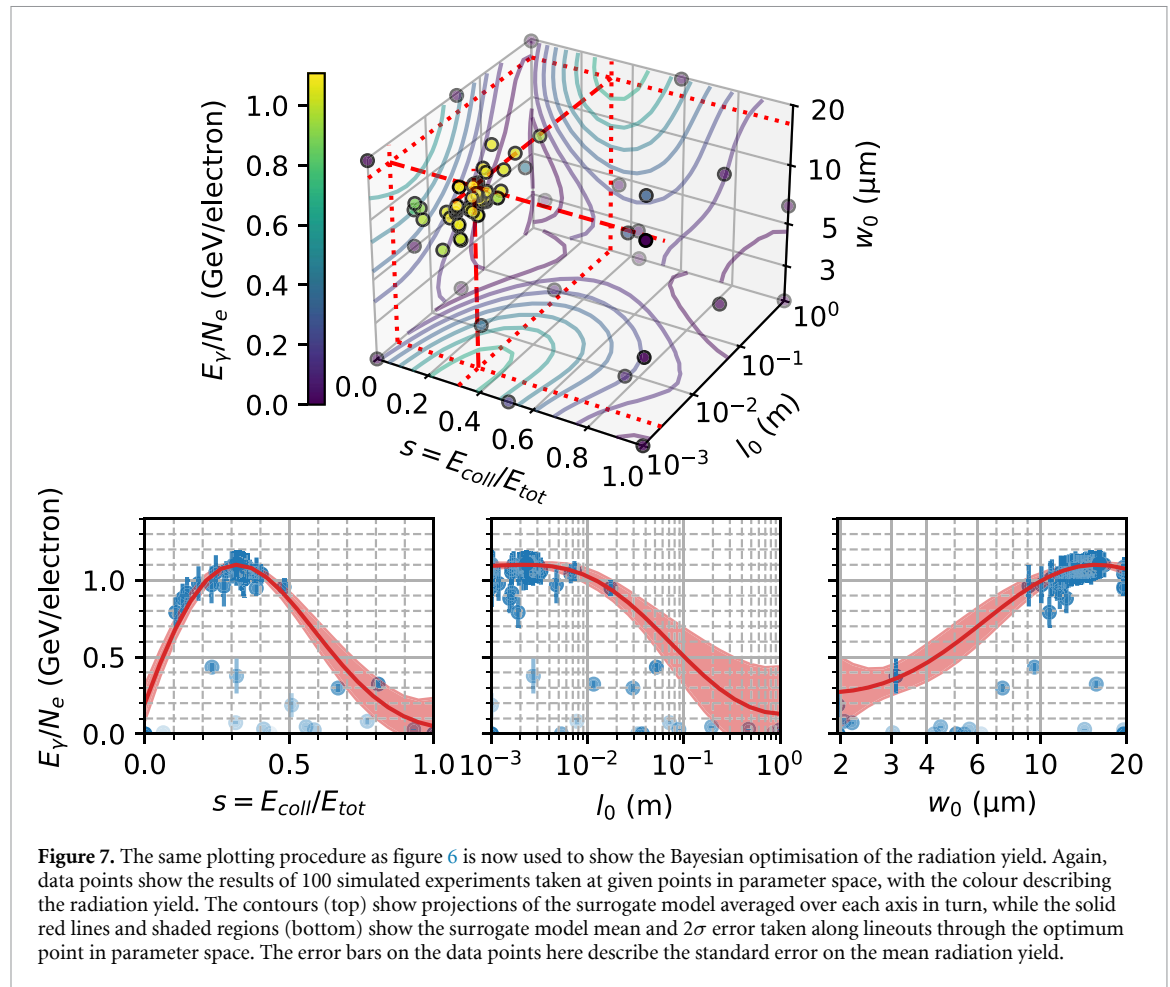 E_γ/N_e (GeV/electron)
1.0
0.8
0.6
0.4
0.2
0.0
20
10
5
3
w_0 (μm)
10^0
10^-1
10^-2
10^-3
l_0 (m)
0.0
0.2
0.4
0.6
0.8
1.0
s = E_coll/E_tot
E_γ/N_e (GeV/electron)
1.0
0.5
0.0
0.0 0.5 1.0
s = E_coll/E_tot
10^-3 10^-2 10^-1 10^0
l_0 (m)
2 3 4 6 10 20
w_0 (μm)
Figure 7. The same plotting procedure as figure 6 is now used to show the Bayesian optimisation of the radiation yield. Again,
data points show the results of 100 simulated experiments taken at given points in parameter space, with the colour describing
the radiation yield. The contours (top) show projections of the surrogate model averaged over each axis in turn, while the solid
red lines and shaded regions (bottom) show the surrogate model mean and 2σ error taken along lineouts through the optimum
point in parameter space. The error bars on the data points here describe the standard error on the mean radiation yield.